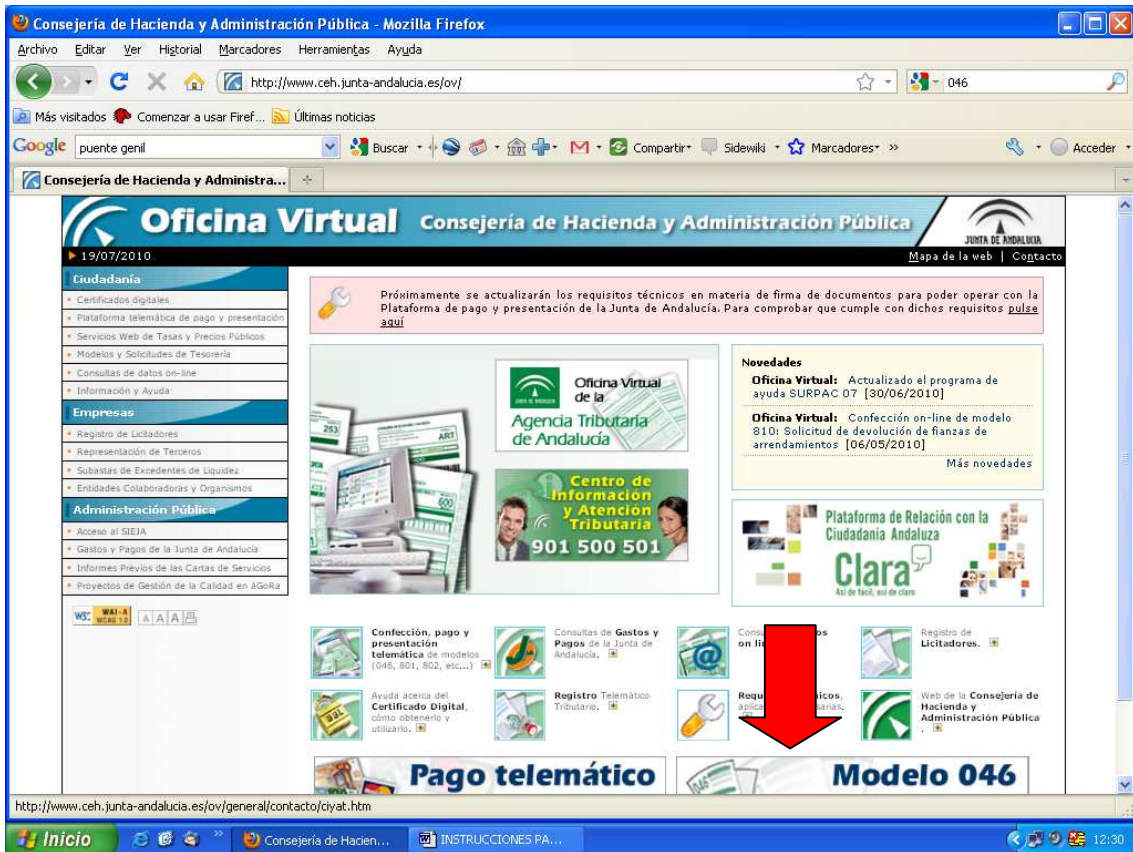 Consejería de Hacienda y Administración Pública - Mozilla Firefox
Archivo Editar Ver Historial Marcadores Herramientas Ayuda
http://www.ceh.junta-andalucia.es/ov/
046
Más visitados Comenzar a usar Firef... Últimas noticias
Google puente genil Buscar Compartir Sidewiki Marcadores Acceder
Consejería de Hacienda y Administra...
Oficina Virtual Consejería de Hacienda y Administración Pública
JUNTA DE ANDALUCIA
19/07/2010
Mapa de la web | Contacto
Ciudadanía
Certificados digitales
Plataforma telemática de pago y presentación
Servicios Web de Tasas y Precios Públicos
Modelos y Solicitudes de Tesorería
Consultas de datos on-line
Información y Ayuda
Empresas
Registro de Licitadores
Representación de Terceros
Subastas de Excedentes de Liquidez
Entidades Colaboradoras y Organismos
Administración Pública
Acceso al SIEJA
Gastos y Pagos de la Junta de Andalucía
Informes Previos de las Cartas de Servicios
Proyectos de Gestión de la Calidad en áGoRa
W3C WAI-A
WCAG 1.0
A A A
Próximamente se actualizarán los requisitos técnicos en materia de firma de documentos para poder operar con la
Plataforma de pago y presentación de la Junta de Andalucía. Para comprobar que cumple con dichos requisitos pulse
aquí
253
ART
600
Oficina Virtual
de la
Agencia Tributaria
de Andalucía
Centro de
Información
y Atención
Tributaria
901 500 501
Novedades
Oficina Virtual: Actualizado el programa de
ayuda SURPAC 07 [30/06/2010]
Oficina Virtual: Confección on-line de modelo
810: Solicitud de devolución de fianzas de
arrendamientos [06/05/2010]
Más novedades
Plataforma de Relación con la
Ciudadanía Andaluza
Clara
Así de fácil, así de claro
Confección, pago y
presentación
telemática de modelos
(046, 801, 802, etc...)
Consultas de Gastos y
Pagos de la Junta de
Andalucía.
on lin
Registro de
Licitadores.
Ayuda acerca del
Certificado Digital,
cómo obtenerlo y
utilizarlo.
Registro Telemático
Tributario.
Web de la Consejería de
Hacienda y
Administración Pública
.
Pago telemático
Modelo 046
http://www.ceh.junta-andalucia.es/ov/general/contacto/ciyat.htm
Inicio
Consejería de Hacien...
INSTRUCCIONES PA...
12:30